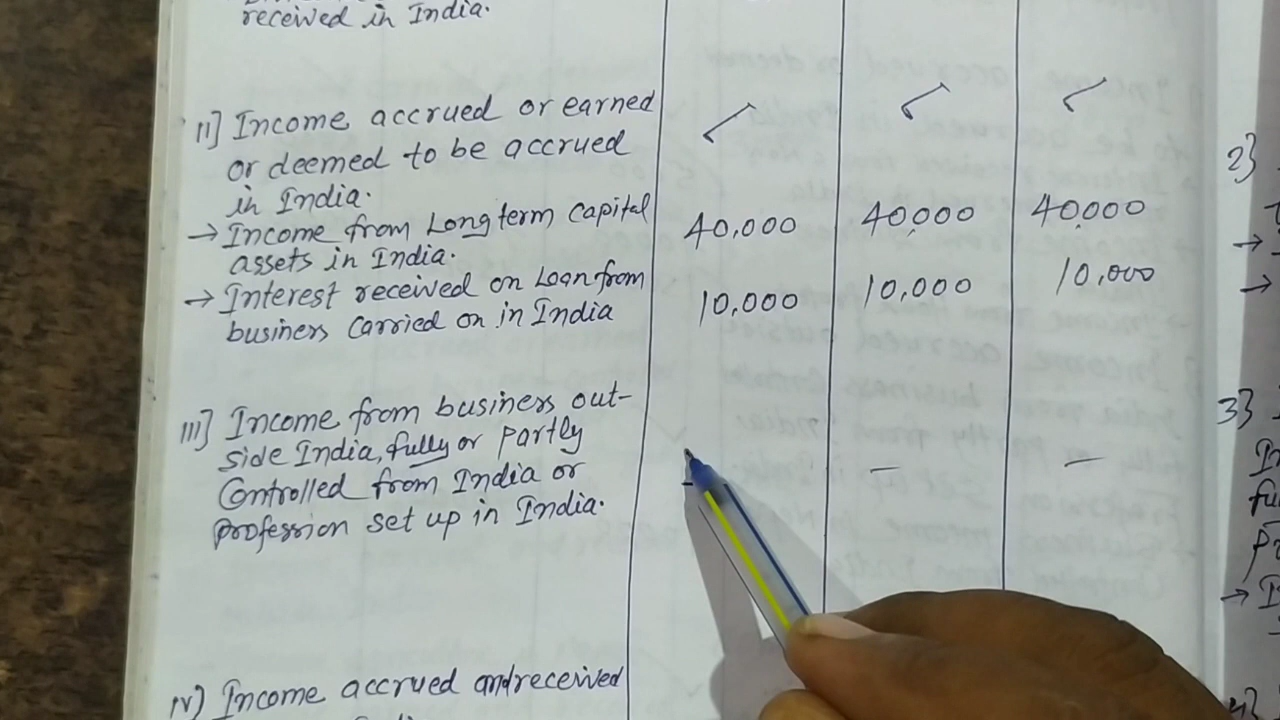 received in India.
II] Income accrued or earned
or deemed to be accrued
in India.
→ Income from Long term capital
assets in India. 40,000 40,000 40,000
→ Interest received on Loan from
business carried on in India 10,000 10,000 10,000
III] Income from business out-
side India, fully or partly
controlled from India or
profession set up in India. – –
IV) Income accrued and received
2}
3}